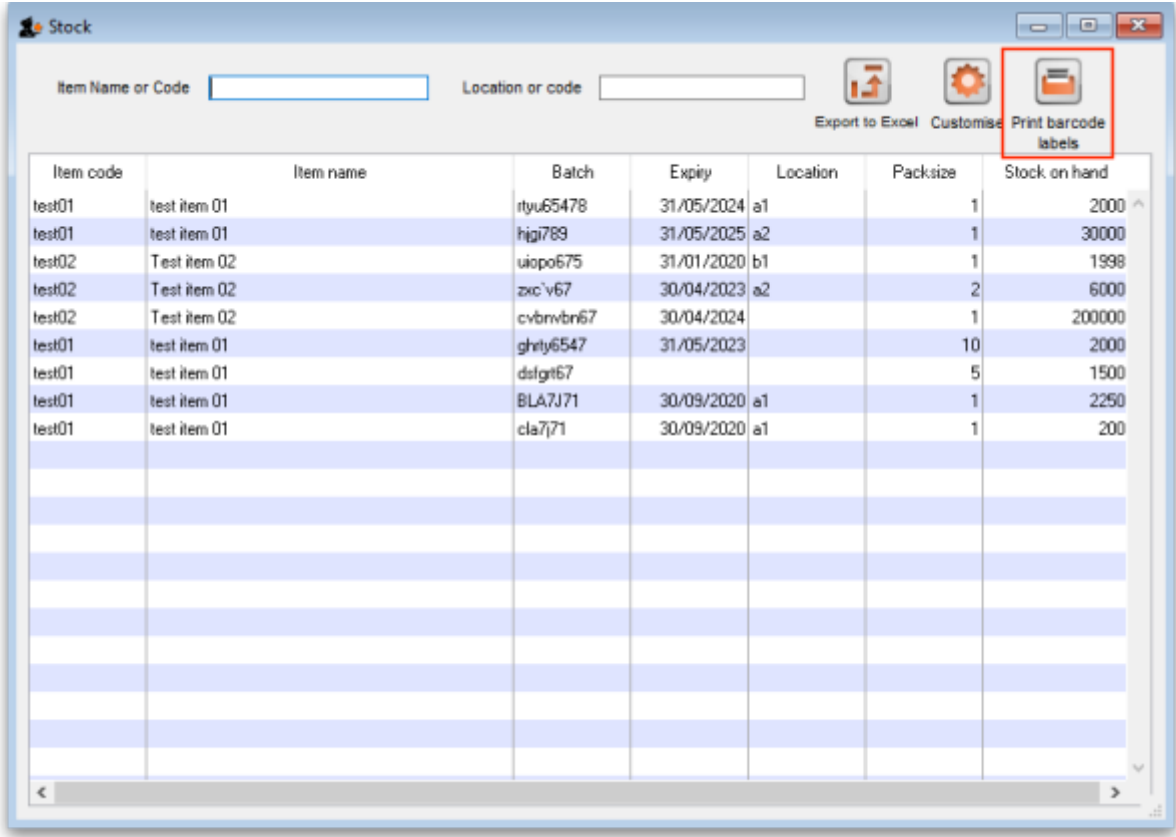 Stock
Item Name or Code Location or code
Export to Excel Customise Print barcode
labels
Item code Item name Batch Expiry Location Packsize Stock on hand
test01 test item 01 rtyu65478 31/05/2024 a1 1 2000
test01 test item 01 hjgi789 31/05/2025 a2 1 30000
test02 Test item 02 uiopo675 31/01/2020 b1 1 1998
test02 Test item 02 zxc`v67 30/04/2023 a2 2 6000
test02 Test item 02 cvbnvbn67 30/04/2024 1 200000
test01 test item 01 ghrty6547 31/05/2023 10 2000
test01 test item 01 dsfgrt67 5 1500
test01 test item 01 BLA7J71 30/09/2020 a1 1 2250
test01 test item 01 cla7j71 30/09/2020 a1 1 200